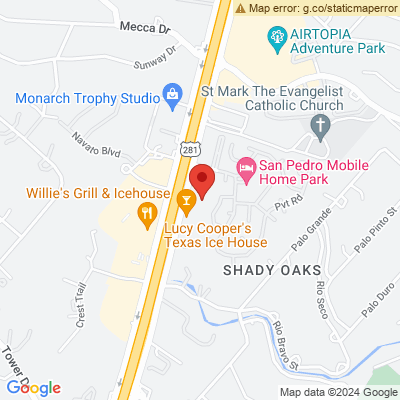 Map error: g.co/staticmaperror
Mecca Dr
AIRTOPIA
Adventure Park
Sunway Dr
St Mark The Evangelist
Catholic Church
Monarch Trophy Studio
Navato Blvd
281
San Pedro Mobile
Home Park
Willie's Grill & Icehouse
Pvt Rd
Palo Grande
Palo Pinto St
Lucy Cooper's
Texas Ice House
SHADY OAKS
Crest Trail
Rio Seco
Palo Duro
Rio Bravo St
Tower Dr
Google
Map data ©2024 Google